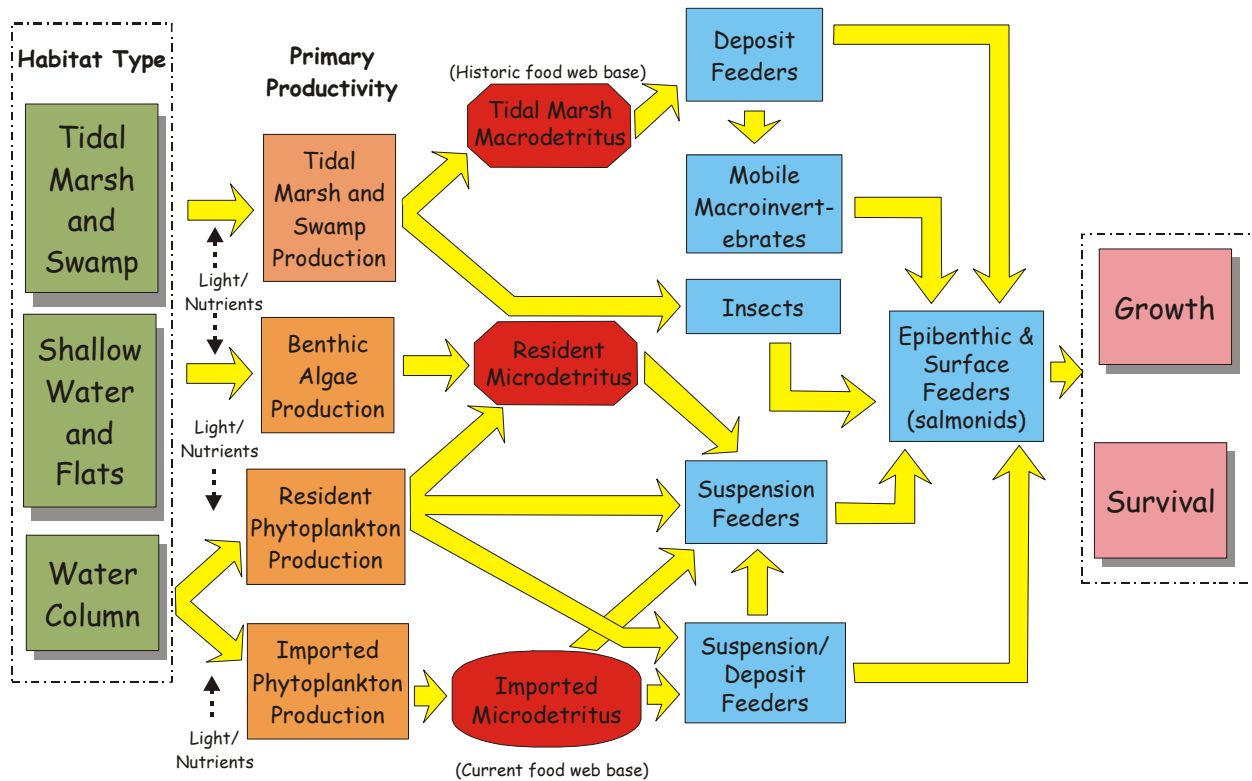 Habitat Type
Tidal
Marsh
and
Swamp
Shallow
Water
and
Flats
Water
Column
Primary
Productivity
Tidal
Marsh and
Swamp
Production
Light/
Nutrients
Benthic
Algae
Production
Light/
Nutrients
Resident
Phytoplankton
Production
Imported
Phytoplankton
Production
Light/
Nutrients
(Historic food web base)
Tidal Marsh
Macrodetritus
Resident
Microdetritus
Imported
Microdetritus
(Current food web base)
Deposit
Feeders
Mobile
Macroinvert-
ebrates
Insects
Suspension
Feeders
Suspension/
Deposit
Feeders
Epibenthic &
Surface
Feeders
(salmonids)
Growth
Survival